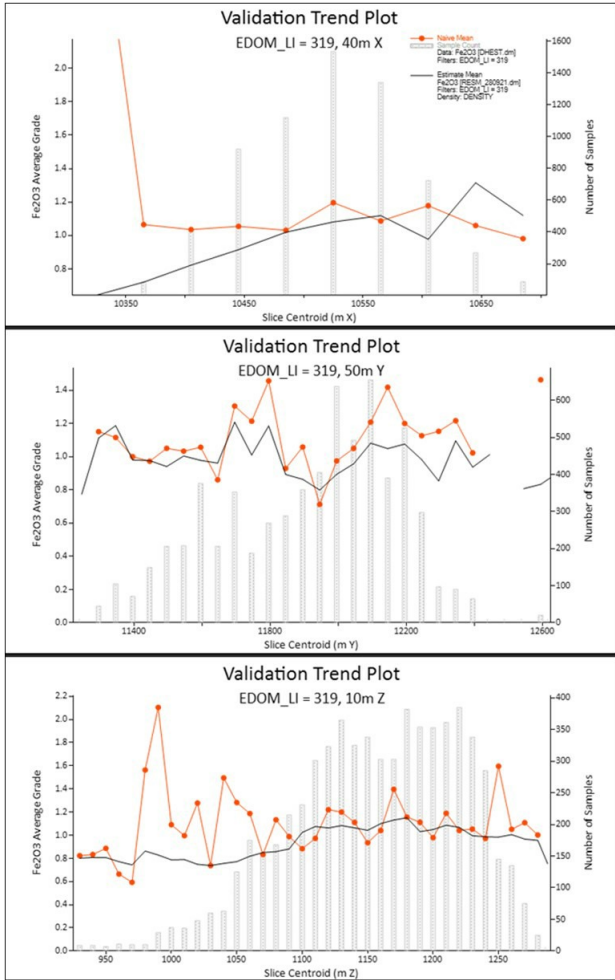 Validation Trend Plot
EDOM_LI = 319, 40m X
Naive Mean
Sample Count
Data: Fe2O3 [DHEST.dm]
Filters: EDOM_LI = 319
Estimate Mean
Fe2O3 [RESM_280921.dm]
Filters: EDOM_LI = 319
Density: DENSITY
Fe2O3 Average Grade
2.0
1.8
1.6
1.4
1.2
1.0
0.8
1600
1400
1200
1000
800
600
400
200
Number of Samples
10350
10450
10550
10650
Slice Centroid (m X)
Validation Trend Plot
EDOM_LI = 319, 50m Y
Fe2O3 Average Grade
1.4
1.2
1.0
0.8
0.6
0.4
0.2
0.0
600
500
400
300
200
100
0
Number of Samples
11400
11800
12200
12600
Slice Centroid (m Y)
Validation Trend Plot
EDOM_LI = 319, 10m Z
Fe2O3 Average Grade
2.2
2.0
1.8
1.6
1.4
1.2
1.0
0.8
0.6
0.4
0.2
0.0
400
350
300
250
200
150
100
50
0
Number of Samples
950
1000
1050
1100
1150
1200
1250
Slice Centroid (m Z)